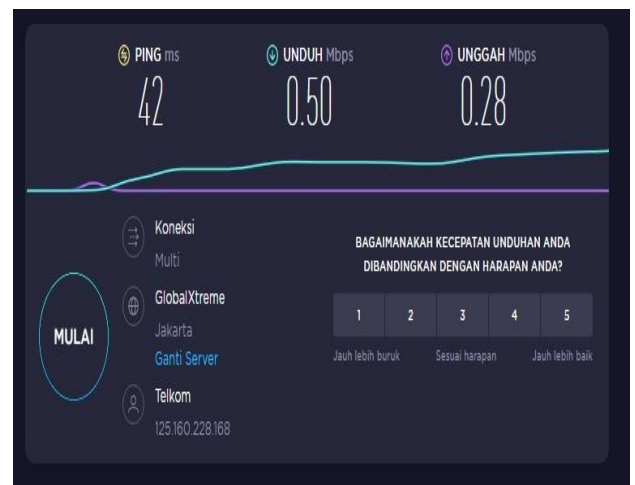 PING ms
42
UNDUH Mbps
0.50
UNGGAH Mbps
0.28
MULAI
Koneksi
Multi
GlobalXtreme
Jakarta
Ganti Server
Telkom
125.160.228.168
BAGAIMANAKAH KECEPATAN UNDUHAN ANDA
DIBANDINGKAN DENGAN HARAPAN ANDA?
1 2 3 4 5
Jauh lebih buruk Sesuai harapan Jauh lebih baik